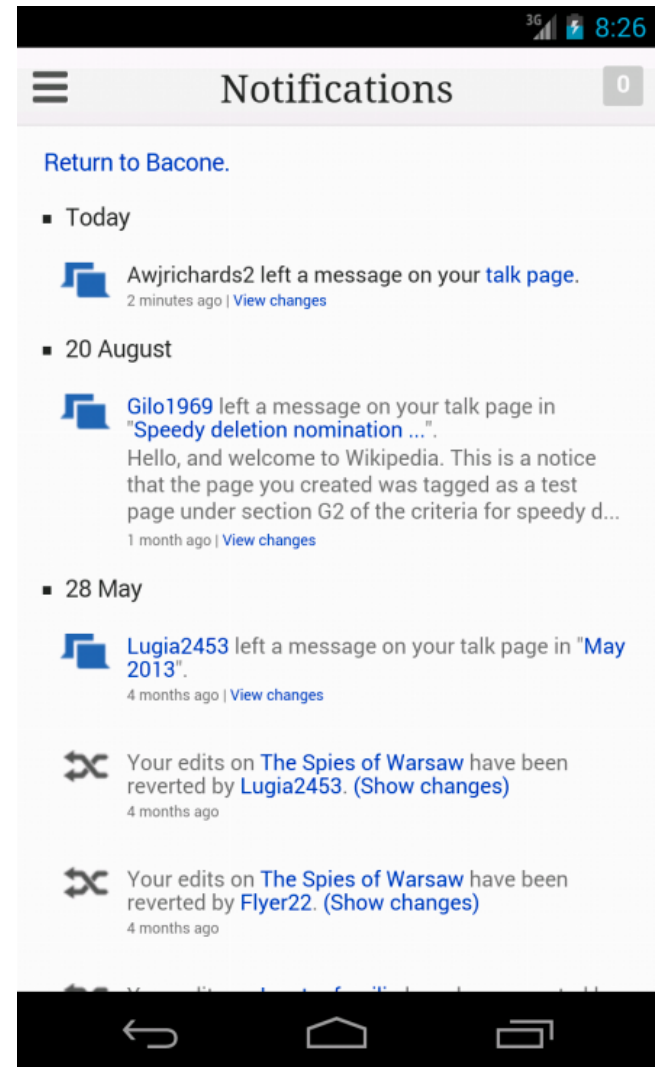 3G 8:26
Notifications
0
Return to Bacone.
Today
Awjrichards2 left a message on your talk page.
2 minutes ago | View changes
20 August
Gilo1969 left a message on your talk page in
"Speedy deletion nomination ...".
Hello, and welcome to Wikipedia. This is a notice
that the page you created was tagged as a test
page under section G2 of the criteria for speedy d...
1 month ago | View changes
28 May
Lugia2453 left a message on your talk page in "May
2013".
4 months ago | View changes
Your edits on The Spies of Warsaw have been
reverted by Lugia2453. (Show changes)
4 months ago
Your edits on The Spies of Warsaw have been
reverted by Flyer22. (Show changes)
4 months ago